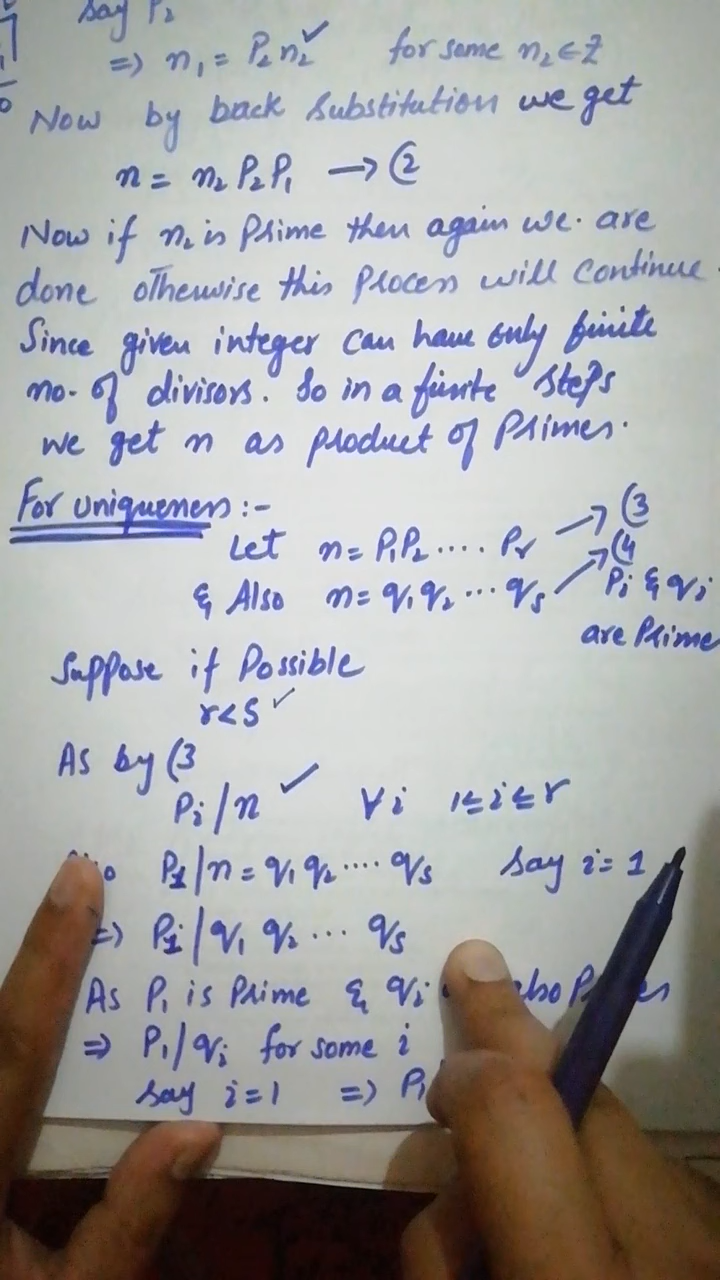 Say P₂
=> n₁ = P₂ n₂ ✓ for some n₂ ∈ Z
Now by back substitution we get
n = n₂ P₂ P₁ → (2
Now if n₂ is Prime then again we are
done otherwise this Process will Continue.
Since given integer can have only finite
no. of divisors. So in a finite steps
we get n as product of Primes.
For uniqueness :-
Let n = P₁P₂ .... Pr → (3
& Also n = q₁q₂ ... qs → (4
Pi & qi
are Prime
Suppose if Possible
r<S ✓
As by (3
Pi/n ✓ ∀ i 1≤i≤r
P₁/n = q₁ q₂ .... qs Say i = 1
=> P₁/q₁ q₂ ... qs
As P₁ is Prime & qi
=> P₁/qi for some i
Say i=1 => P₁